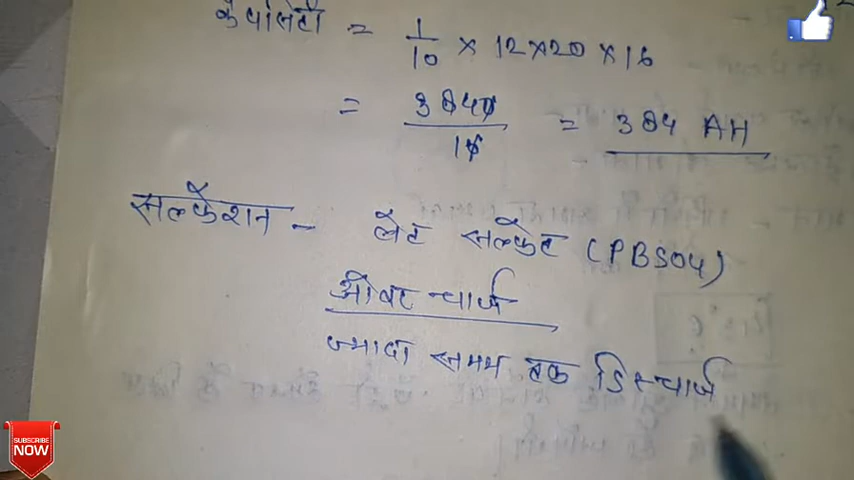 केपासिटी = 1/10 × 12×20×16
= 3840/10 = 384 AH
सल्फेशन - लेड सल्फेट (PBSO4)
ओवर चार्ज
ज्यादा समय तक डिस्चार्ज
SUBSCRIBE
NOW